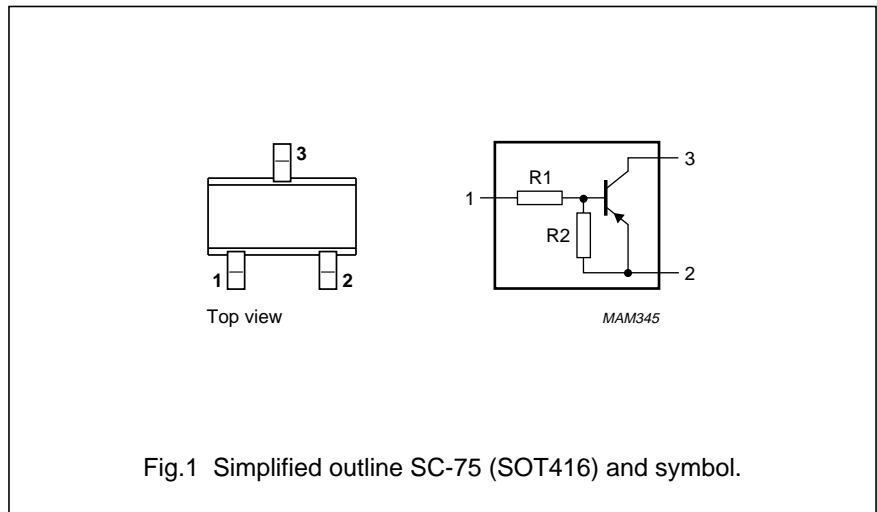 3
1
2
Top view
R1
R2
1
3
2
MAM345
Fig.1 Simplified outline SC-75 (SOT416) and symbol.